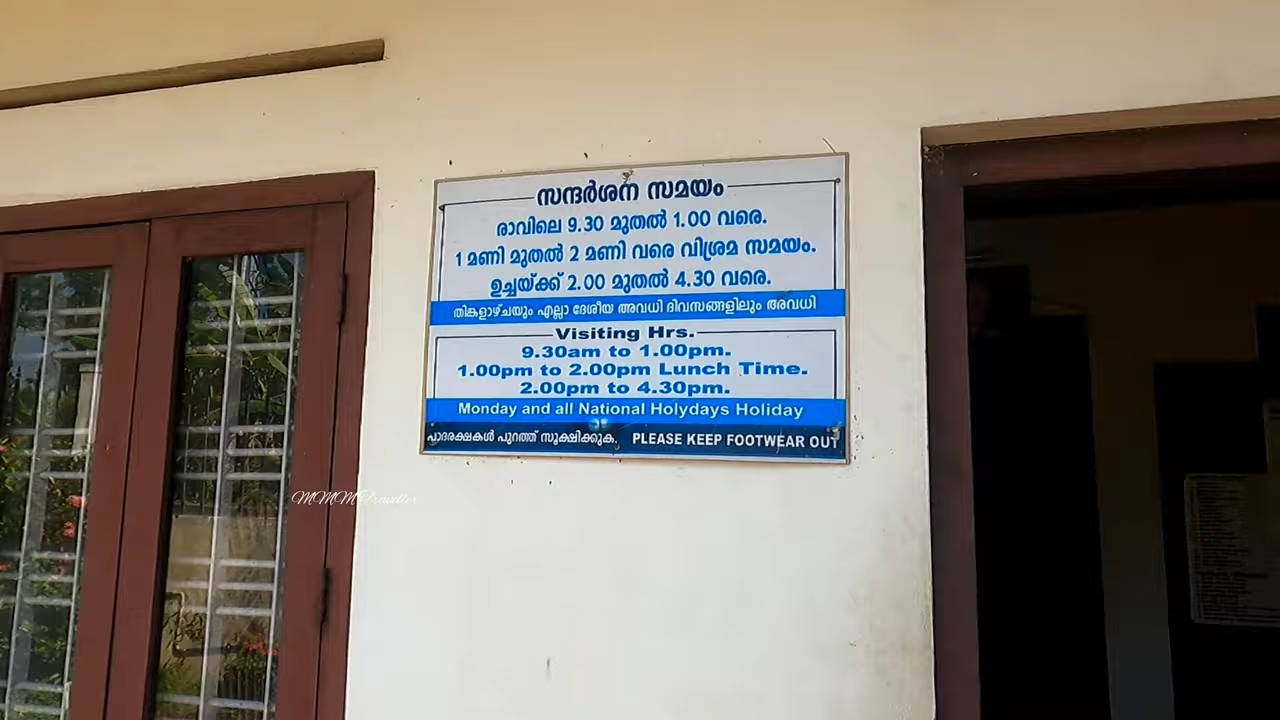 സന്ദർശന സമയം
രാവിലെ 9.30 മുതൽ 1.00 വരെ.
1 മണി മുതൽ 2 മണി വരെ വിശ്രമ സമയം.
ഉച്ചയ്ക്ക് 2.00 മുതൽ 4.30 വരെ.
തിങ്കളാഴ്ചയും എല്ലാ ദേശീയ അവധി ദിവസങ്ങളിലും അവധി
Visiting Hrs.
9.30am to 1.00pm.
1.00pm to 2.00pm Lunch Time.
2.00pm to 4.30pm.
Monday and all National Holydays Holiday
പാദരക്ഷകൾ പുറത്ത് സൂക്ഷിക്കുക. PLEASE KEEP FOOTWEAR OUT
MMM Traveller